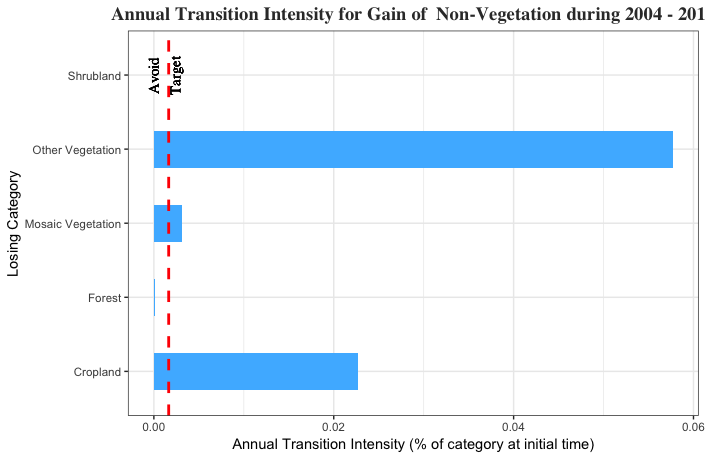 Annual Transition Intensity for Gain of  Non-Vegetation during 2004 - 201
Shrubland
Avoid
Target
Other Vegetation
Mosaic Vegetation
Forest
Cropland
Losing Category
0.00
0.02
0.04
0.06
Annual Transition Intensity (% of category at initial time)